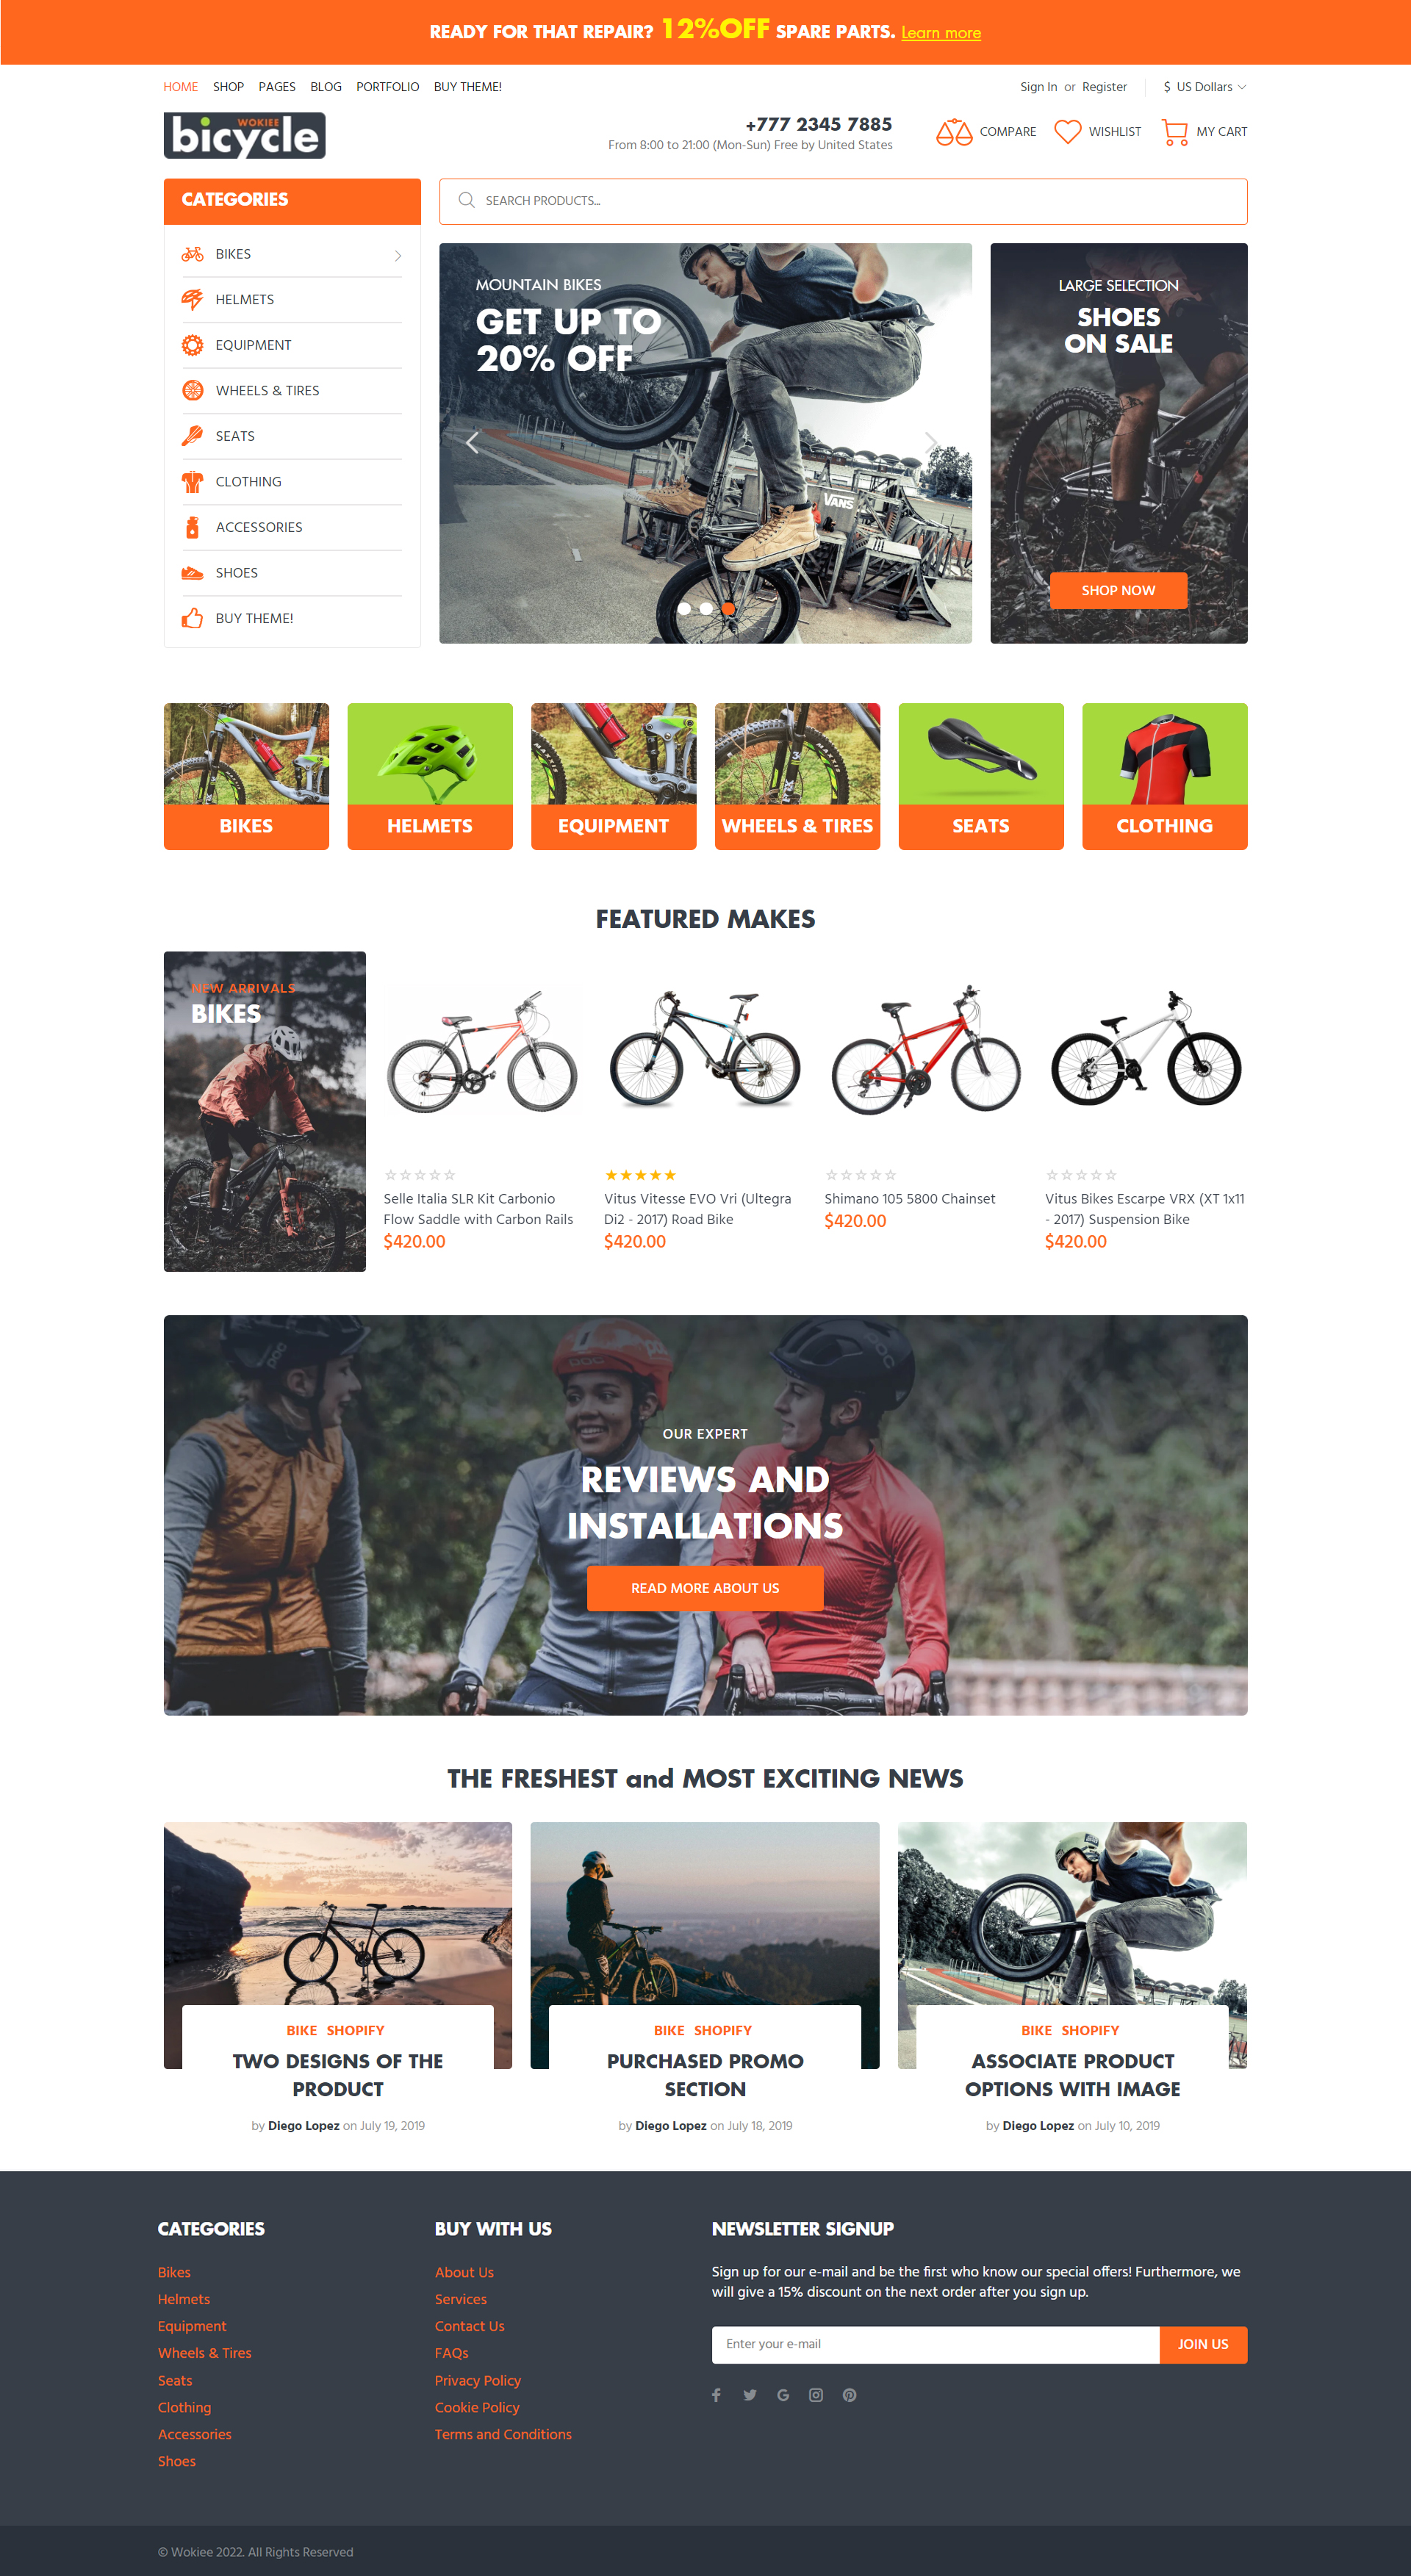 READY FOR THAT REPAIR? 12%OFF SPARE PARTS. Learn more
HOME SHOP PAGES BLOG PORTFOLIO BUY THEME!
Sign In or Register $ US Dollars
WOKIEE
bicycle
+777 2345 7885
From 8:00 to 21:00 (Mon-Sun) Free by United States
COMPARE WISHLIST MY CART
CATEGORIES
SEARCH PRODUCTS...
BIKES
HELMETS
EQUIPMENT
WHEELS & TIRES
SEATS
CLOTHING
ACCESSORIES
SHOES
BUY THEME!
MOUNTAIN BIKES
GET UP TO
20% OFF
VANS
LARGE SELECTION
SHOES
ON SALE
SHOP NOW
BIKES
HELMETS
EQUIPMENT
WHEELS & TIRES
SEATS
CLOTHING
FEATURED MAKES
NEW ARRIVALS
BIKES
Selle Italia SLR Kit Carbonio
Flow Saddle with Carbon Rails
$420.00
Vitus Vitesse EVO Vri (Ultegra
Di2 - 2017) Road Bike
$420.00
Shimano 105 5800 Chainset
$420.00
Vitus Bikes Escarpe VRX (XT 1x11
- 2017) Suspension Bike
$420.00
poc
poc
poc
OUR EXPERT
REVIEWS AND
INSTALLATIONS
READ MORE ABOUT US
THE FRESHEST and MOST EXCITING NEWS
BIKE SHOPIFY
TWO DESIGNS OF THE
PRODUCT
by Diego Lopez on July 19, 2019
BIKE SHOPIFY
PURCHASED PROMO
SECTION
by Diego Lopez on July 18, 2019
BIKE SHOPIFY
ASSOCIATE PRODUCT
OPTIONS WITH IMAGE
by Diego Lopez on July 10, 2019
CATEGORIES
Bikes
Helmets
Equipment
Wheels & Tires
Seats
Clothing
Accessories
Shoes
BUY WITH US
About Us
Services
Contact Us
FAQs
Privacy Policy
Cookie Policy
Terms and Conditions
NEWSLETTER SIGNUP
Sign up for our e-mail and be the first who know our special offers! Furthermore, we
will give a 15% discount on the next order after you sign up.
Enter your e-mail
JOIN US
© Wokiee 2022. All Rights Reserved